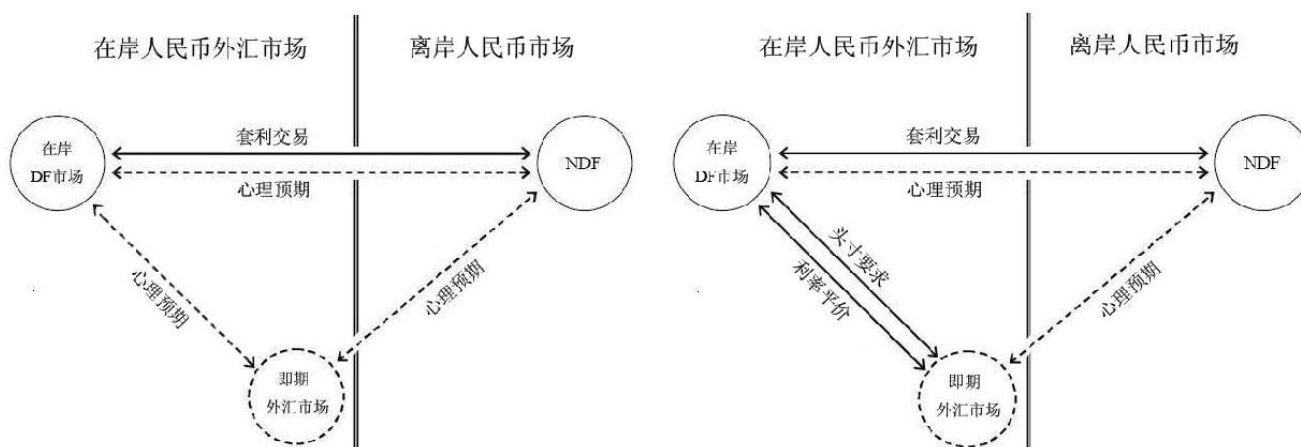 在岸人民币外汇市场
离岸人民币市场
套利交易
在岸
DF市场
NDF
心理预期
心理预期
心理预期
即期
外汇市场
在岸人民币外汇市场
离岸人民币市场
套利交易
在岸
DF市场
NDF
心理预期
头寸要求
利率平价
心理预期
即期
外汇市场